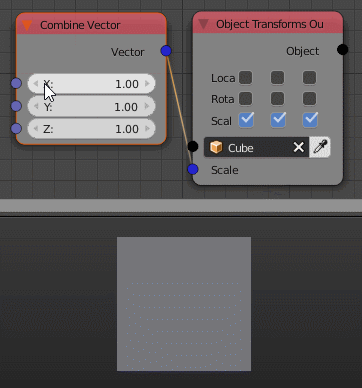 Combine Vector
Vector
X: 1.00
Y: 1.00
Z: 1.00
Object Transforms Ou
Object
Loca
Rota
Scal
Cube
Scale